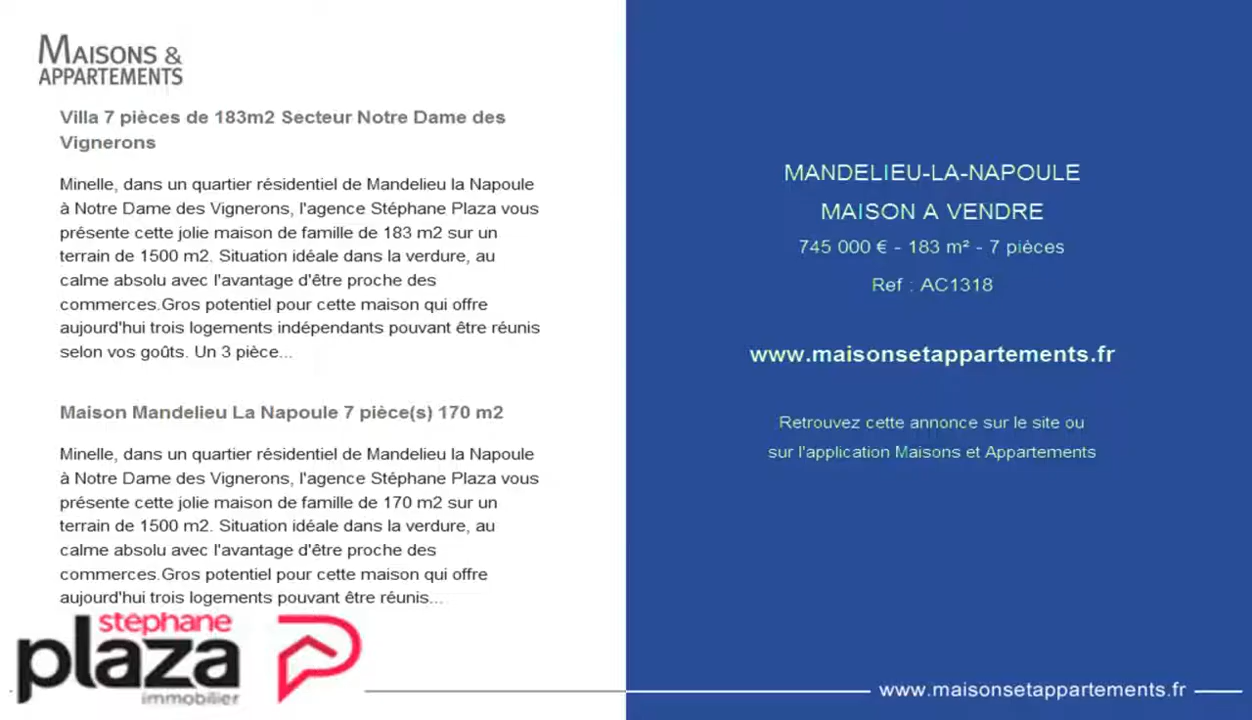 MAISONS &
APPARTEMENTS
Villa 7 pièces de 183m2 Secteur Notre Dame des
Vignerons
Minelle, dans un quartier résidentiel de Mandelieu la Napoule
à Notre Dame des Vignerons, l'agence Stéphane Plaza vous
présente cette jolie maison de famille de 183 m2 sur un
terrain de 1500 m2. Situation idéale dans la verdure, au
calme absolu avec l'avantage d'être proche des
commerces.Gros potentiel pour cette maison qui offre
aujourd'hui trois logements indépendants pouvant être réunis
selon vos goûts. Un 3 pièce...
Maison Mandelieu La Napoule 7 pièce(s) 170 m2
Minelle, dans un quartier résidentiel de Mandelieu la Napoule
à Notre Dame des Vignerons, l'agence Stéphane Plaza vous
présente cette jolie maison de famille de 170 m2 sur un
terrain de 1500 m2. Situation idéale dans la verdure, au
calme absolu avec l'avantage d'être proche des
commerces.Gros potentiel pour cette maison qui offre
aujourd'hui trois logements pouvant être réunis...
stéphane
plaza
immobilier
MANDELIEU-LA-NAPOULE
MAISON A VENDRE
745 000 € - 183 m² - 7 pièces
Ref : AC1318
www.maisonsetappartements.fr
Retrouvez cette annonce sur le site ou
sur l'application Maisons et Appartements
www.maisonsetappartements.fr